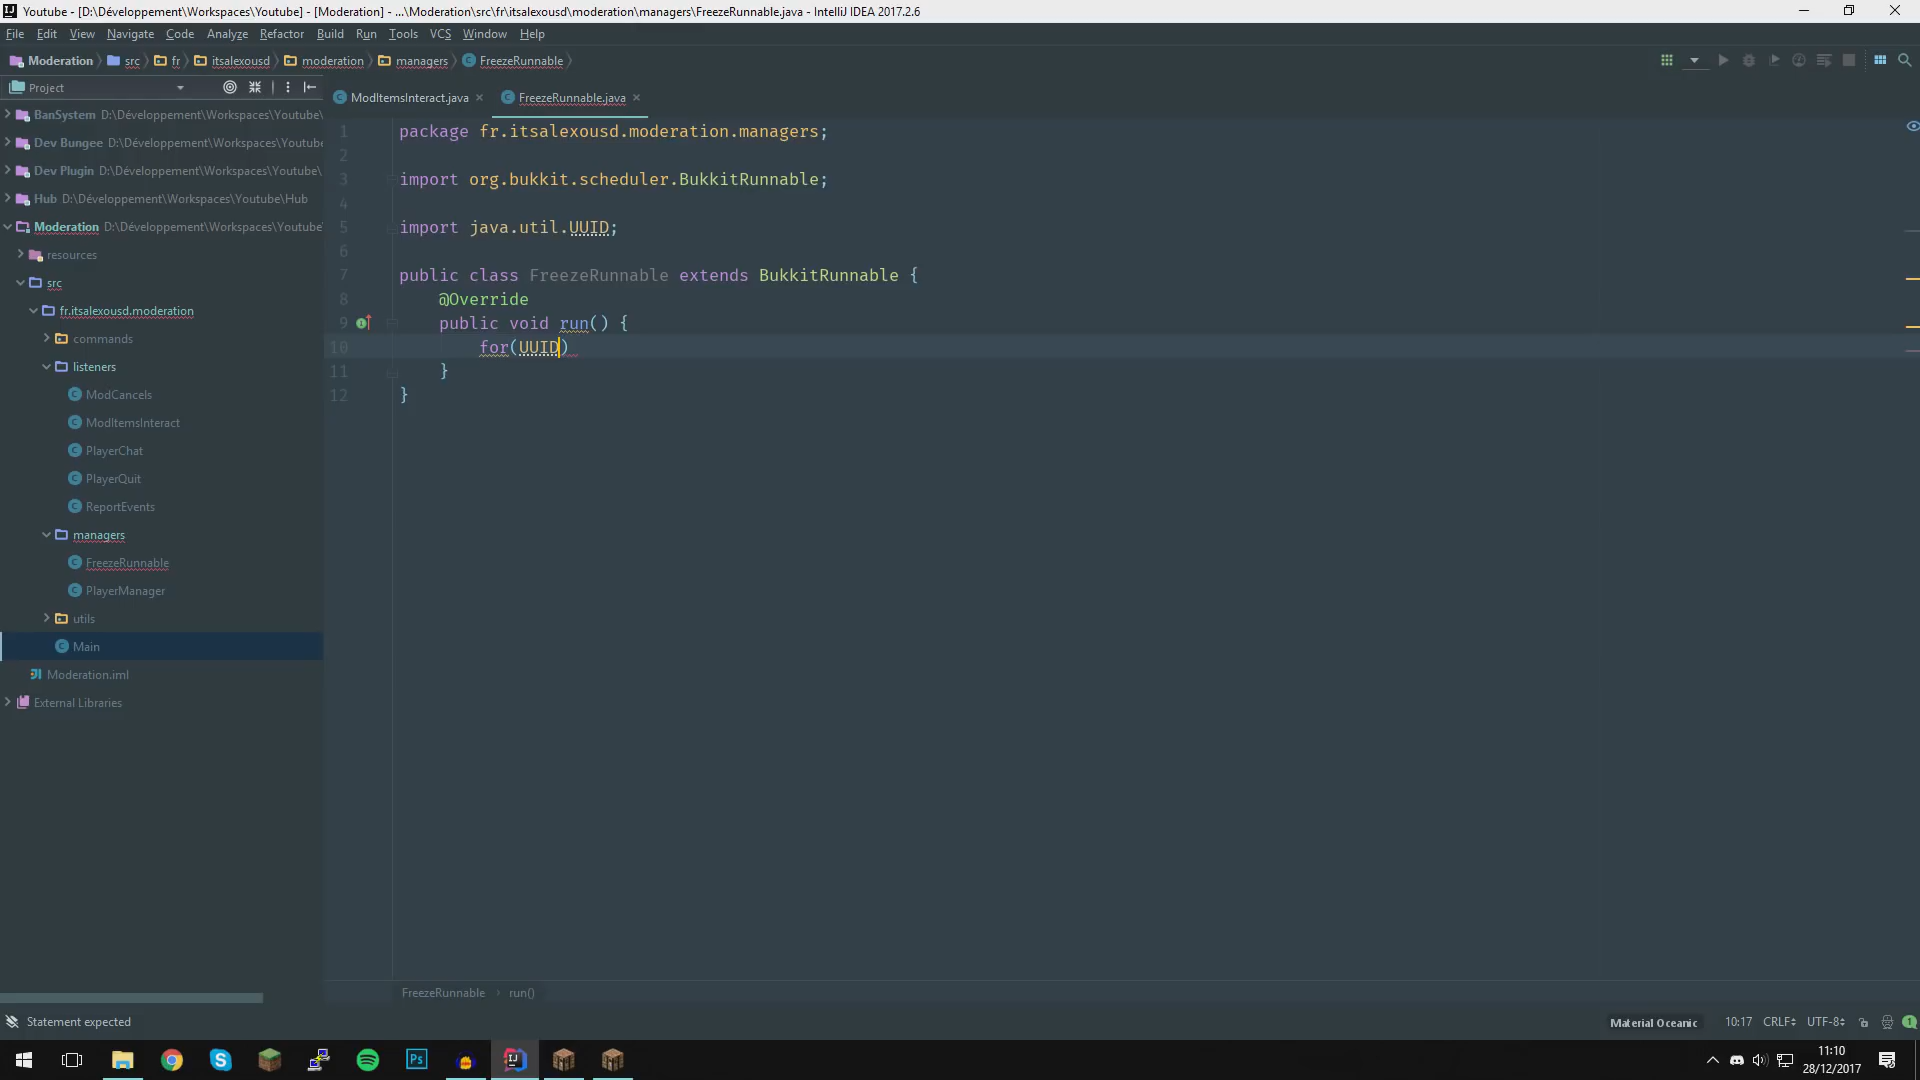 Youtube - [D:\Développement\Workspaces\Youtube] - [Moderation] - ...\Moderation\src\fr\itsalexousd\moderation\managers\FreezeRunnable.java - IntelliJ IDEA 2017.2.6
File Edit View Navigate Code Analyze Refactor Build Run Tools VCS Window Help
Moderation src fr itsalexousd moderation managers FreezeRunnable
Project
ModItemsInteract.java FreezeRunnable.java
BanSystem D:\Développement\Workspaces\Youtube\
Dev Bungee D:\Développement\Workspaces\Youtube
Dev Plugin D:\Développement\Workspaces\Youtube\
Hub D:\Développement\Workspaces\Youtube\Hub
Moderation D:\Développement\Workspaces\Youtube
resources
src
fr.itsalexousd.moderation
commands
listeners
ModCancels
ModItemsInteract
PlayerChat
PlayerQuit
ReportEvents
managers
FreezeRunnable
PlayerManager
utils
Main
Moderation.iml
External Libraries
1 package fr.itsalexousd.moderation.managers;
2
3 import org.bukkit.scheduler.BukkitRunnable;
4
5 import java.util.UUID;
6
7 public class FreezeRunnable extends BukkitRunnable {
8 @Override
9 public void run() {
10 for(UUID)
11 }
12 }
FreezeRunnable run()
Statement expected
Material Oceanic 10:17 CRLF UTF-8 1
Ps
11:10
28/12/2017